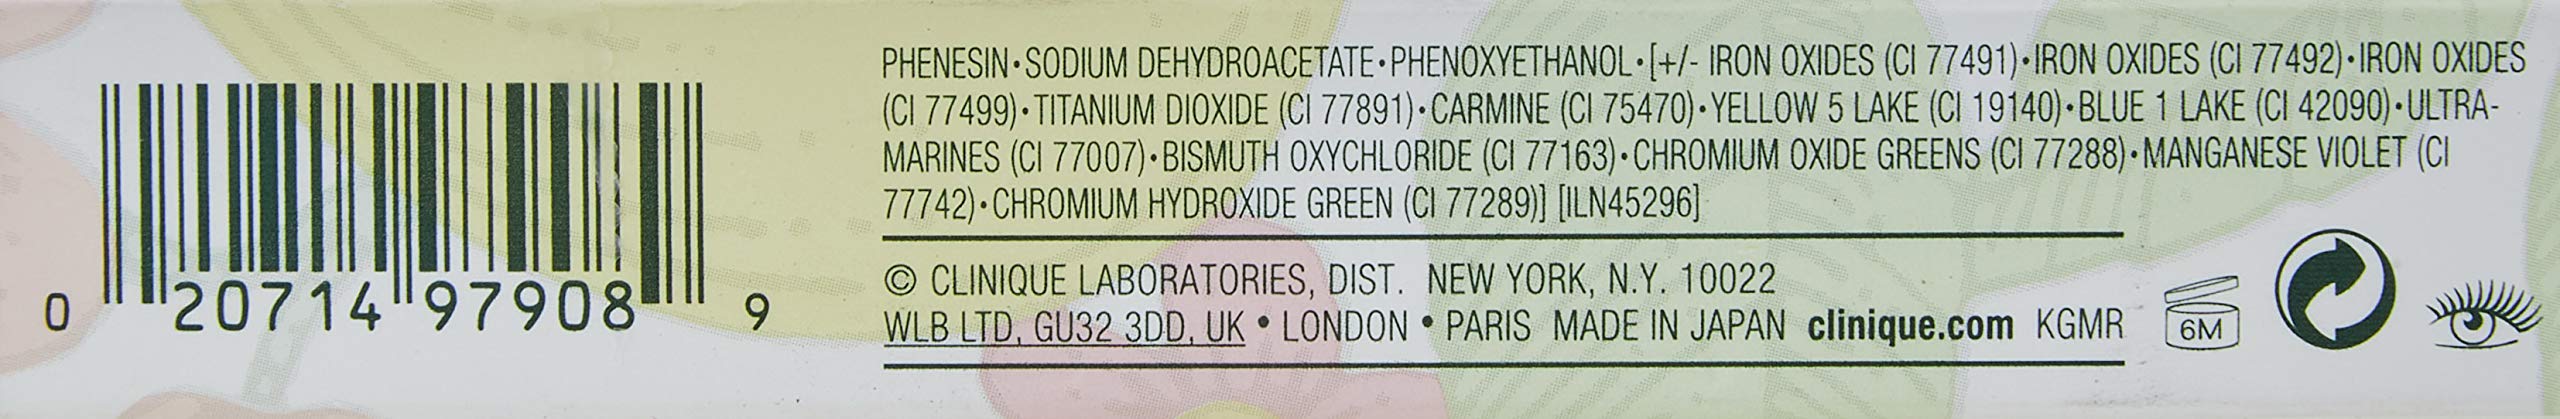 PHENESIN•SODIUM DEHYDROACETATE•PHENOXYETHANOL•[+/- IRON OXIDES (CI 77491)•IRON OXIDES (CI 77492)•IRON OXIDES
(CI 77499)•TITANIUM DIOXIDE (CI 77891)•CARMINE (CI 75470)•YELLOW 5 LAKE (CI 19140)•BLUE 1 LAKE (CI 42090)•ULTRA-
MARINES (CI 77007)•BISMUTH OXYCHLORIDE (CI 77163)•CHROMIUM OXIDE GREENS (CI 77288)•MANGANESE VIOLET (CI
77742)•CHROMIUM HYDROXIDE GREEN (CI 77289)] [ILN45296]
© CLINIQUE LABORATORIES, DIST. NEW YORK, N.Y. 10022
WLB LTD, GU32 3DD, UK • LONDON • PARIS MADE IN JAPAN clinique.com KGMR
6M
0 20714 97908 9